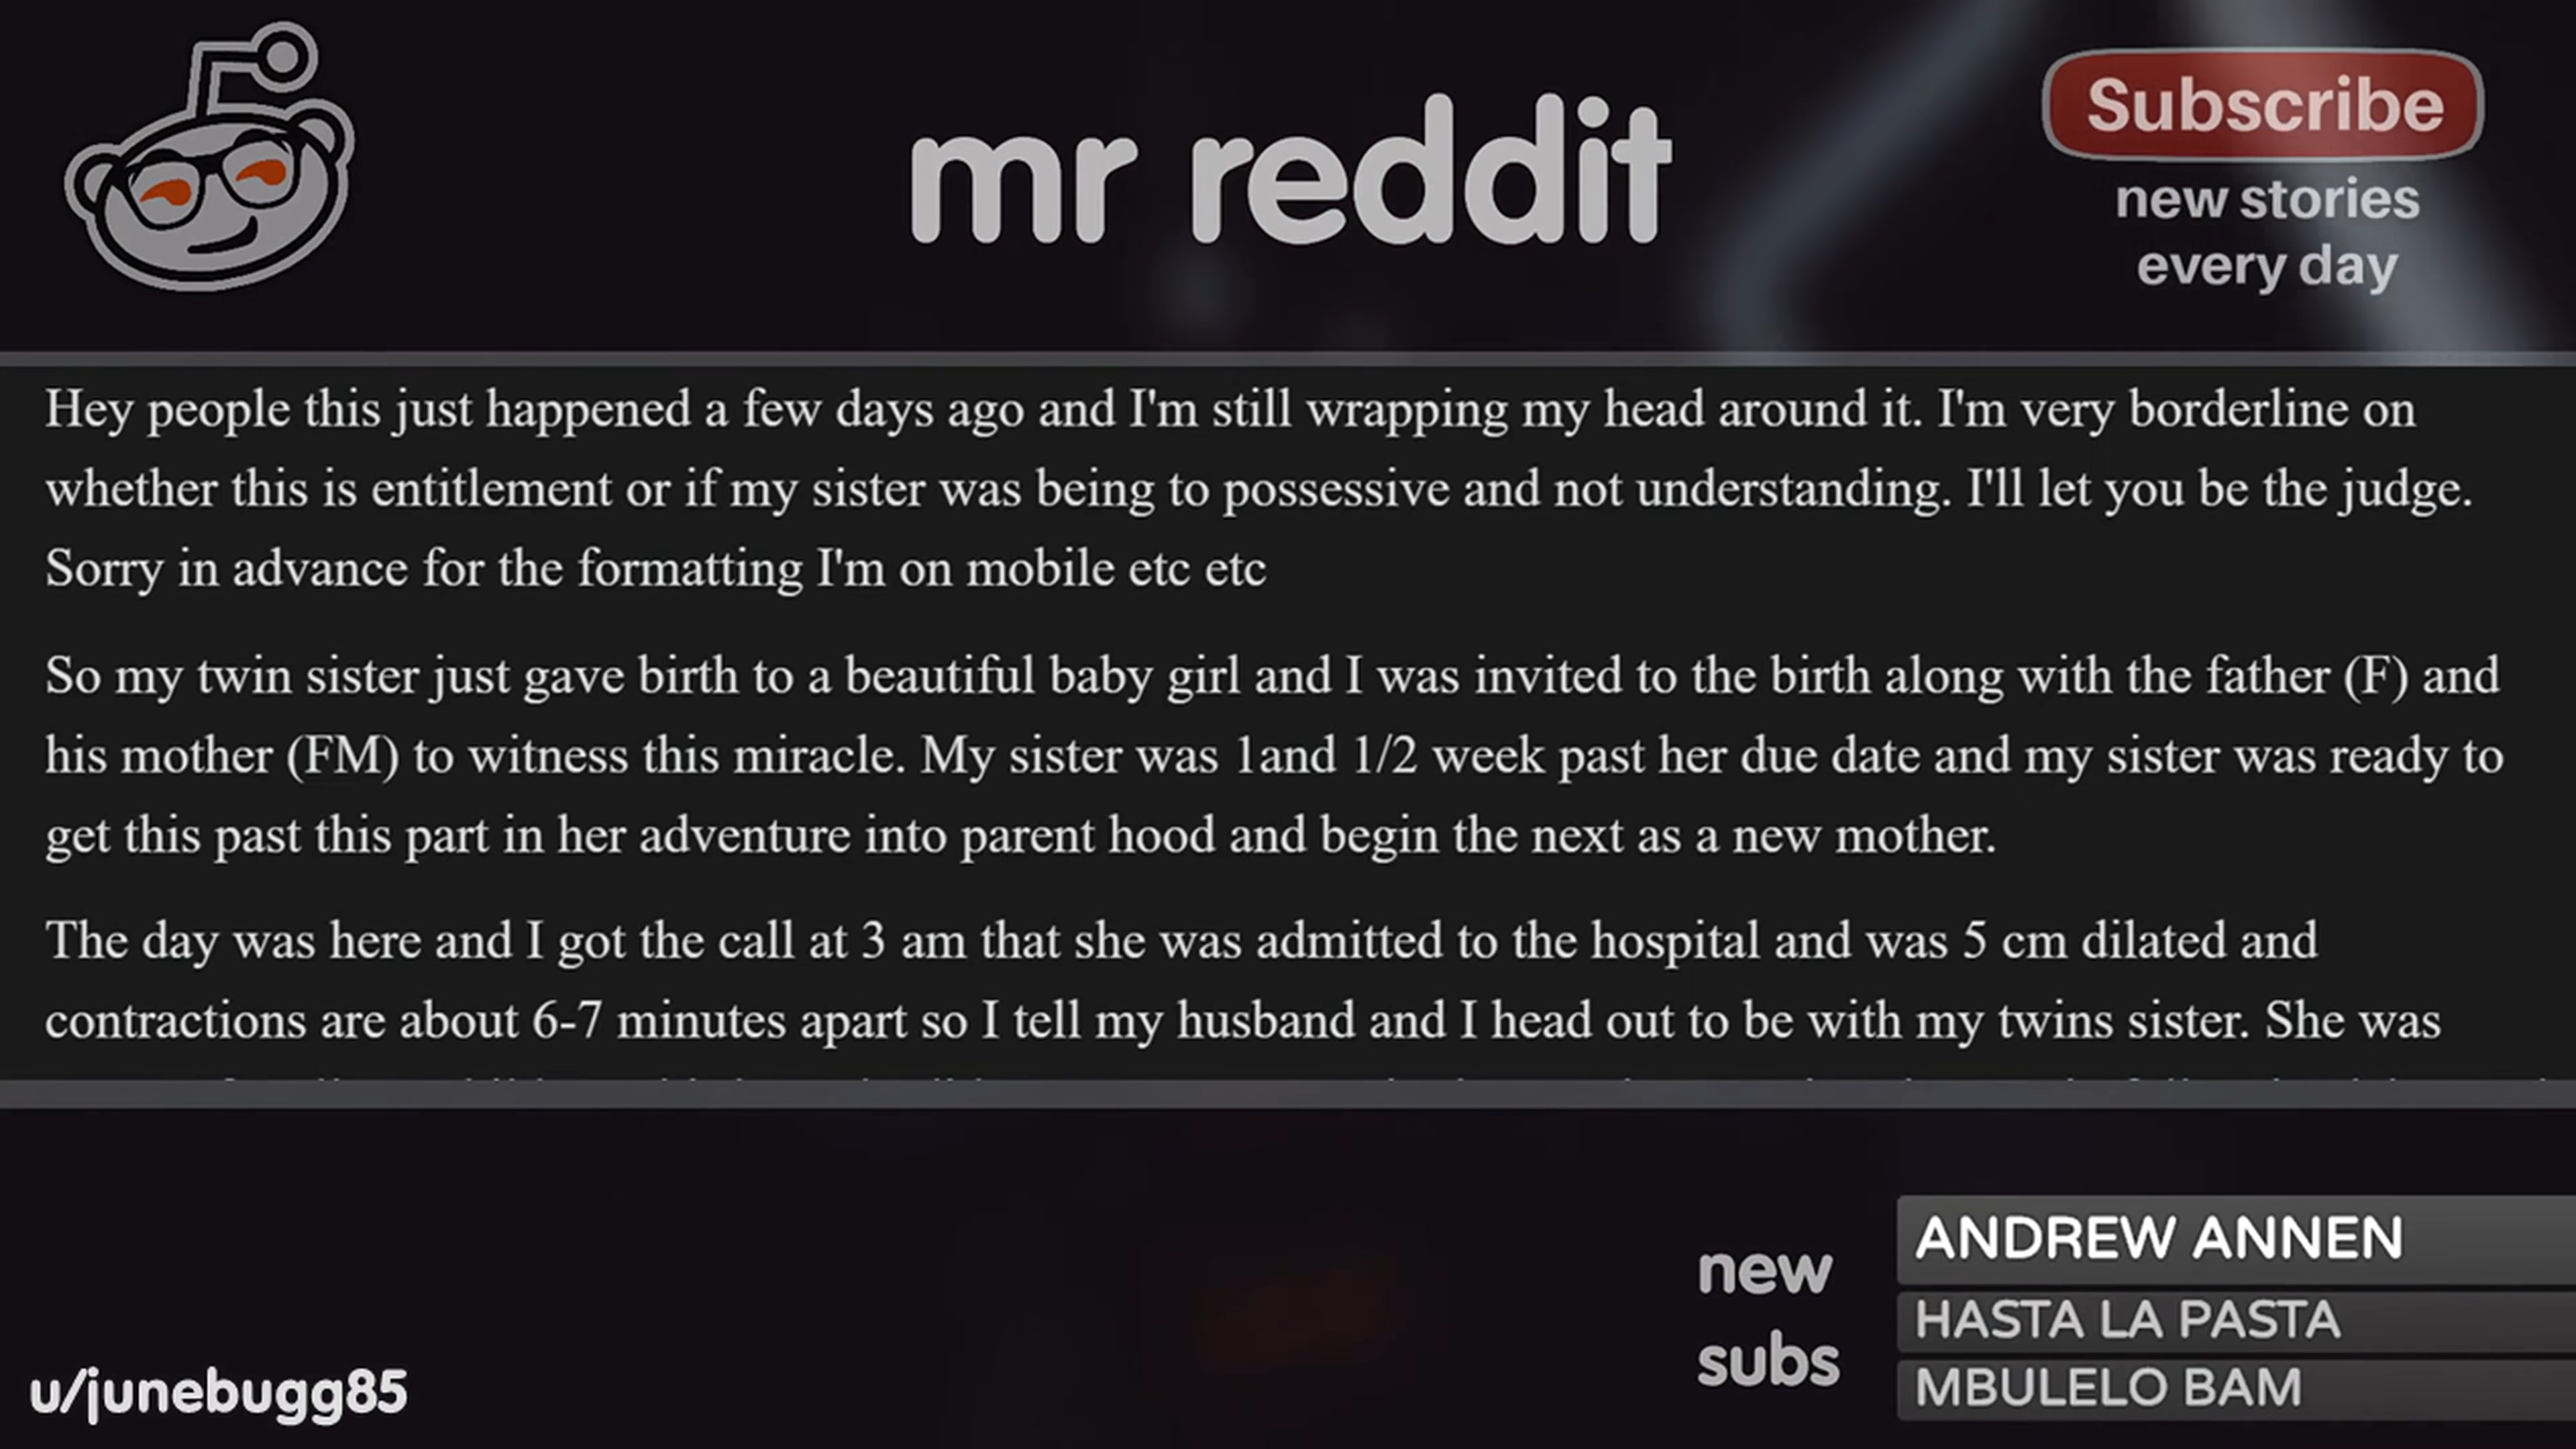 mr reddit
Subscribe
new stories
every day
Hey people this just happened a few days ago and I'm still wrapping my head around it. I'm very borderline on
whether this is entitlement or if my sister was being to possessive and not understanding. I'll let you be the judge.
Sorry in advance for the formatting I'm on mobile etc etc
So my twin sister just gave birth to a beautiful baby girl and I was invited to the birth along with the father (F) and
his mother (FM) to witness this miracle. My sister was 1and 1/2 week past her due date and my sister was ready to
get this past this part in her adventure into parent hood and begin the next as a new mother.
The day was here and I got the call at 3 am that she was admitted to the hospital and was 5 cm dilated and
contractions are about 6-7 minutes apart so I tell my husband and I head out to be with my twins sister. She was
new
subs
ANDREW ANNEN
HASTA LA PASTA
MBULELO BAM
u/junebugg85